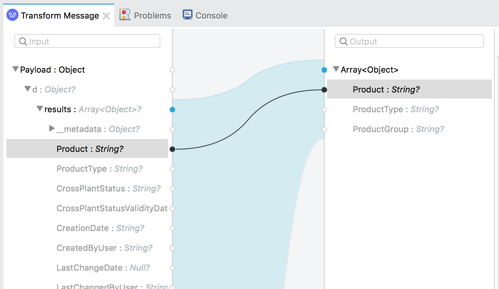 Transform Message Problems Console
Input
Output
Payload : Object
d : Object?
results : Array<Object>?
__metadata : Object?
Product : String?
ProductType : String?
CrossPlantStatus : String?
CrossPlantStatusValidityDat
CreationDate : String?
CreatedByUser : String?
LastChangeDate : Null?
LastChangedByUser : String?
Array<Object>
Product : String?
ProductType : String?
ProductGroup : String?